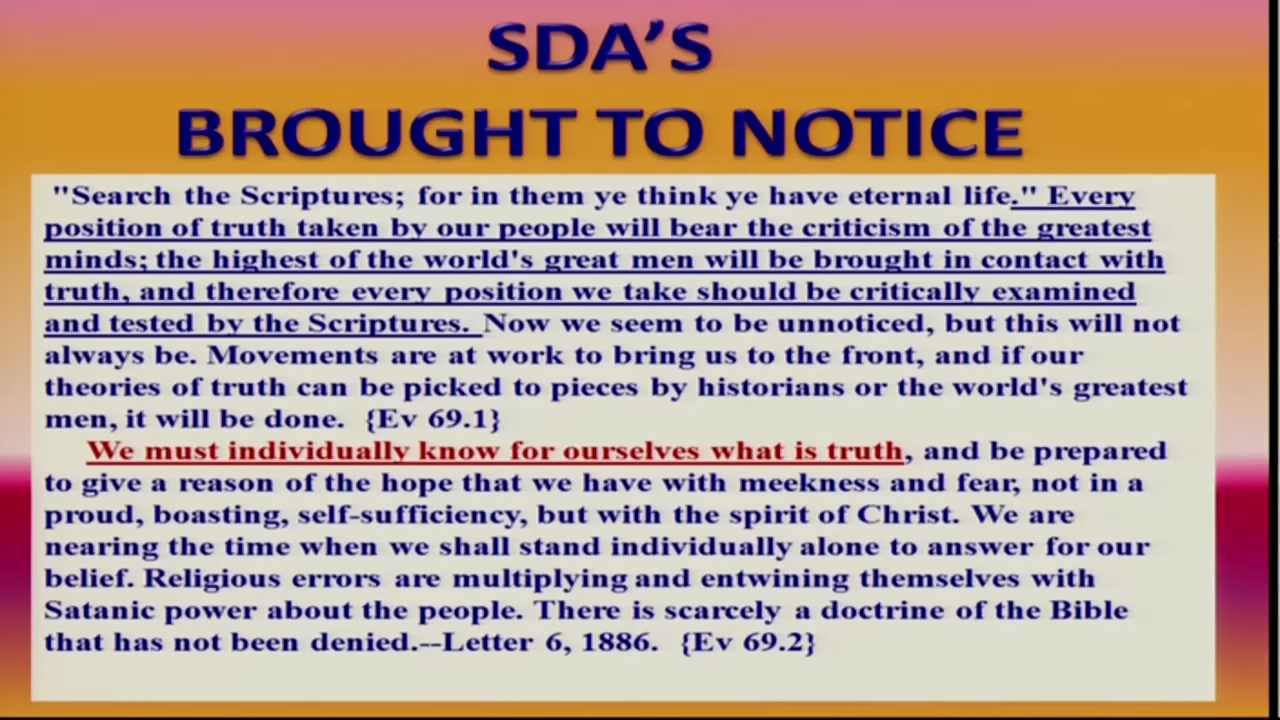 SDA'S
BROUGHT TO NOTICE
"Search the Scriptures; for in them ye think ye have eternal life." Every
position of truth taken by our people will bear the criticism of the greatest
minds; the highest of the world's great men will be brought in contact with
truth, and therefore every position we take should be critically examined
and tested by the Scriptures. Now we seem to be unnoticed, but this will not
always be. Movements are at work to bring us to the front, and if our
theories of truth can be picked to pieces by historians or the world's greatest
men, it will be done. {Ev 69.1}
We must individually know for ourselves what is truth, and be prepared
to give a reason of the hope that we have with meekness and fear, not in a
proud, boasting, self-sufficiency, but with the spirit of Christ. We are
nearing the time when we shall stand individually alone to answer for our
belief. Religious errors are multiplying and entwining themselves with
Satanic power about the people. There is scarcely a doctrine of the Bible
that has not been denied.--Letter 6, 1886. {Ev 69.2}